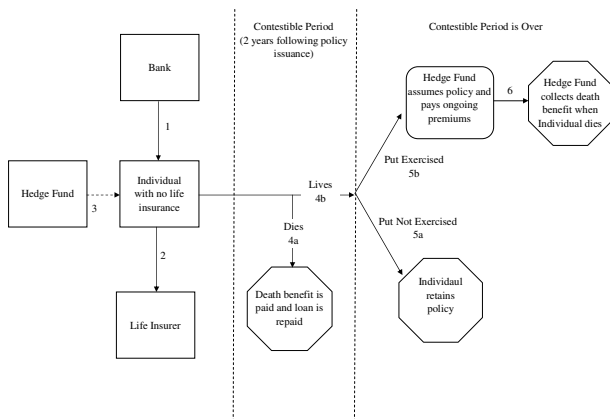 Contestible Period
(2 years following policy
issuance)
Contestible Period is Over
Bank
1
Hedge Fund
3
Individual
with no life
insurance
2
Life Insurer
Lives
4b
Dies
4a
Death benefit is
paid and loan is
repaid
Hedge Fund
assumes policy and
pays ongoing
premiums
6
Hedge Fund
collects death
benefit when
Individual dies
Put Exercised
5b
Put Not Exercised
5a
Individaul
retains
policy